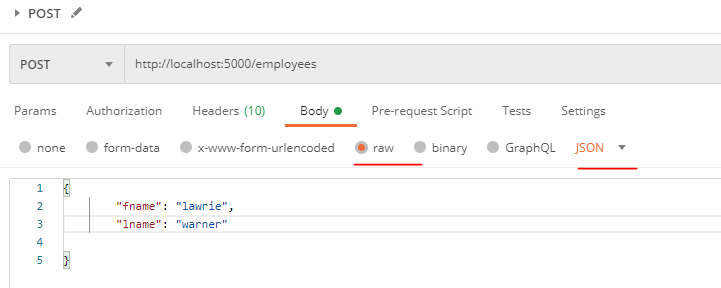 POST
POST http://localhost:5000/employees
Params Authorization Headers (10) Body Pre-request Script Tests Settings
none form-data x-www-form-urlencoded raw binary GraphQL JSON
1 {
2 "fname": "lawrie",
3 "lname": "warner"
4
5 }